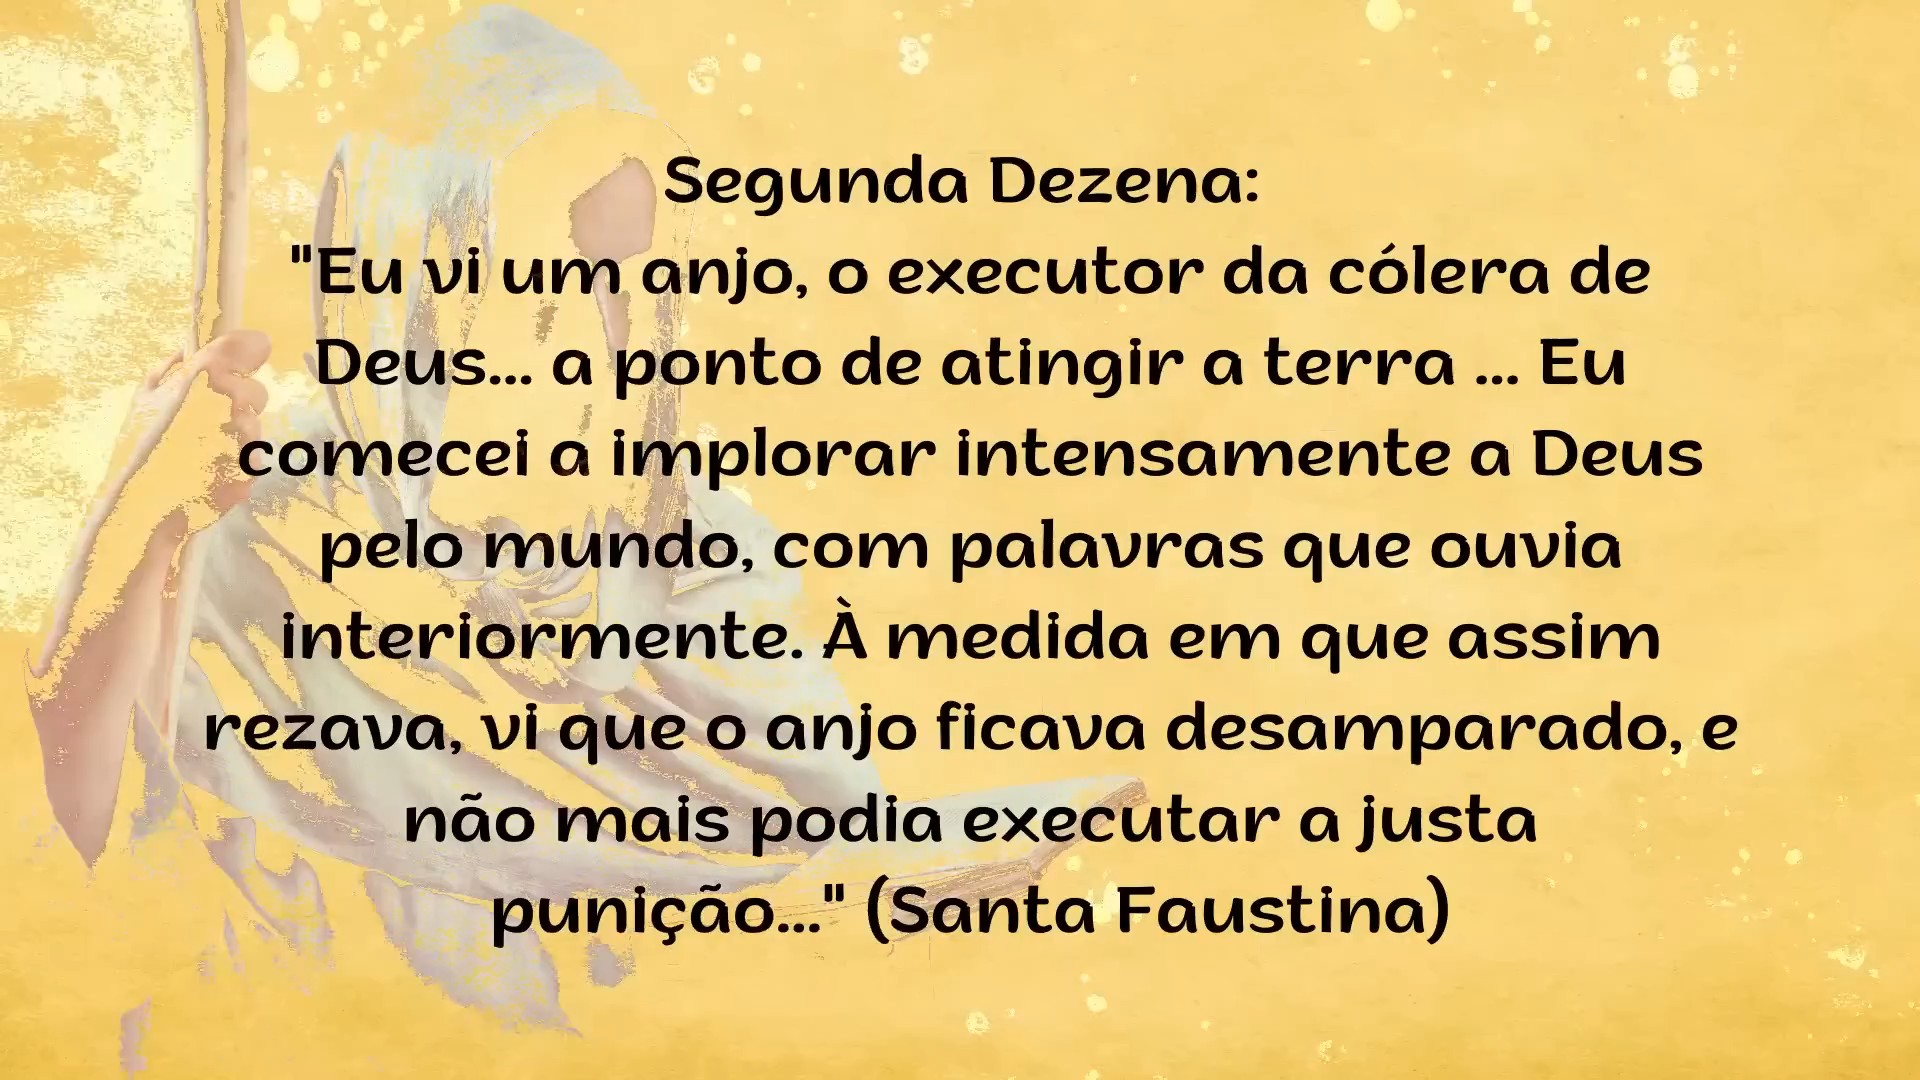 Segunda Dezena:
"Eu vi um anjo, o executor da cólera de
Deus... a ponto de atingir a terra ... Eu
comecei a implorar intensamente a Deus
pelo mundo, com palavras que ouvia
interiormente. À medida em que assim
rezava, vi que o anjo ficava desamparado, e
não mais podia executar a justa
punição..." (Santa Faustina)